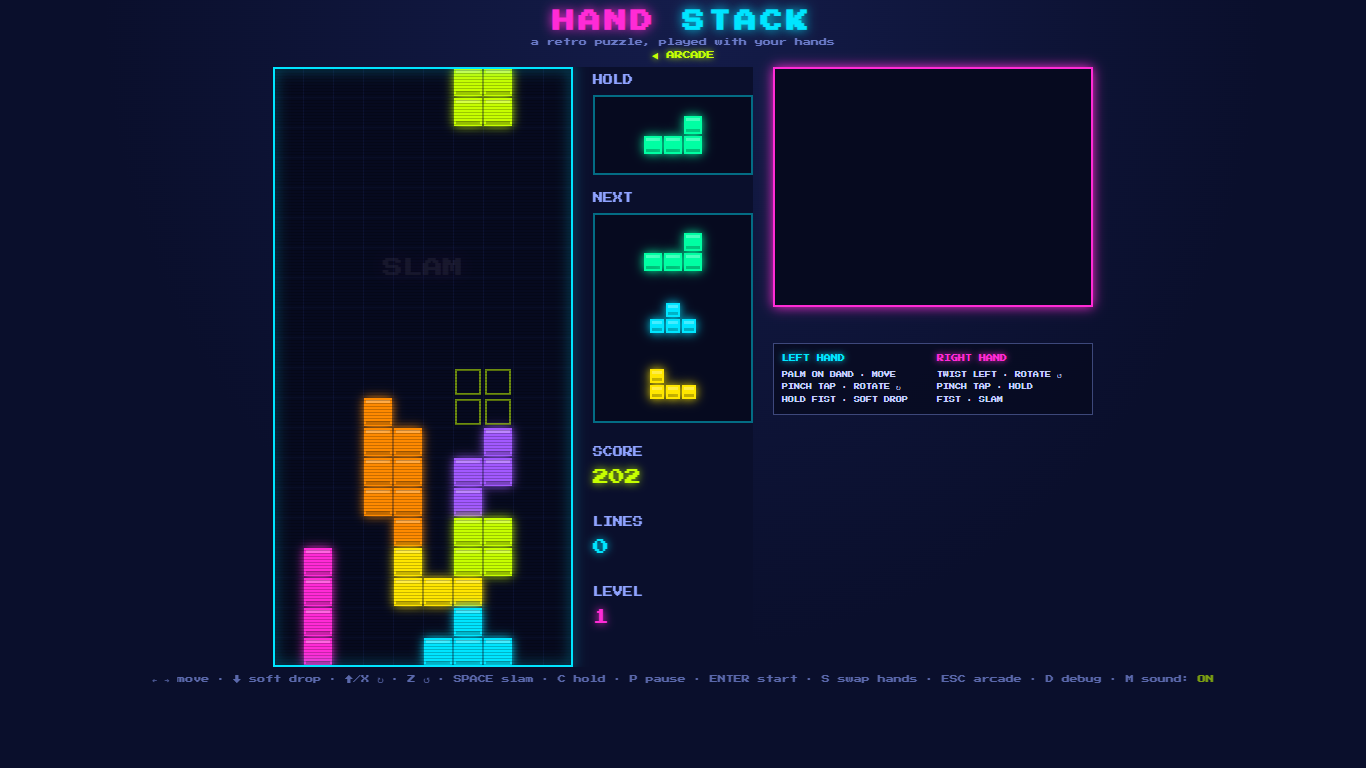 HAND STACK
a retro puzzle, played with your hands
◂ ARCADE
HOLD
NEXT
SLAM
SCORE
202
LINES
0
LEVEL
1
LEFT HAND
PALM ON BAND · MOVE
PINCH TAP · ROTATE ↻
HOLD FIST · SOFT DROP
RIGHT HAND
TWIST LEFT · ROTATE ↺
PINCH TAP · HOLD
FIST · SLAM
← → move · ⬇ soft drop · ⬆/X ↻ · Z ↺ · SPACE slam · C hold · P pause · ENTER start · S swap hands · ESC arcade · D debug · M sound: ON